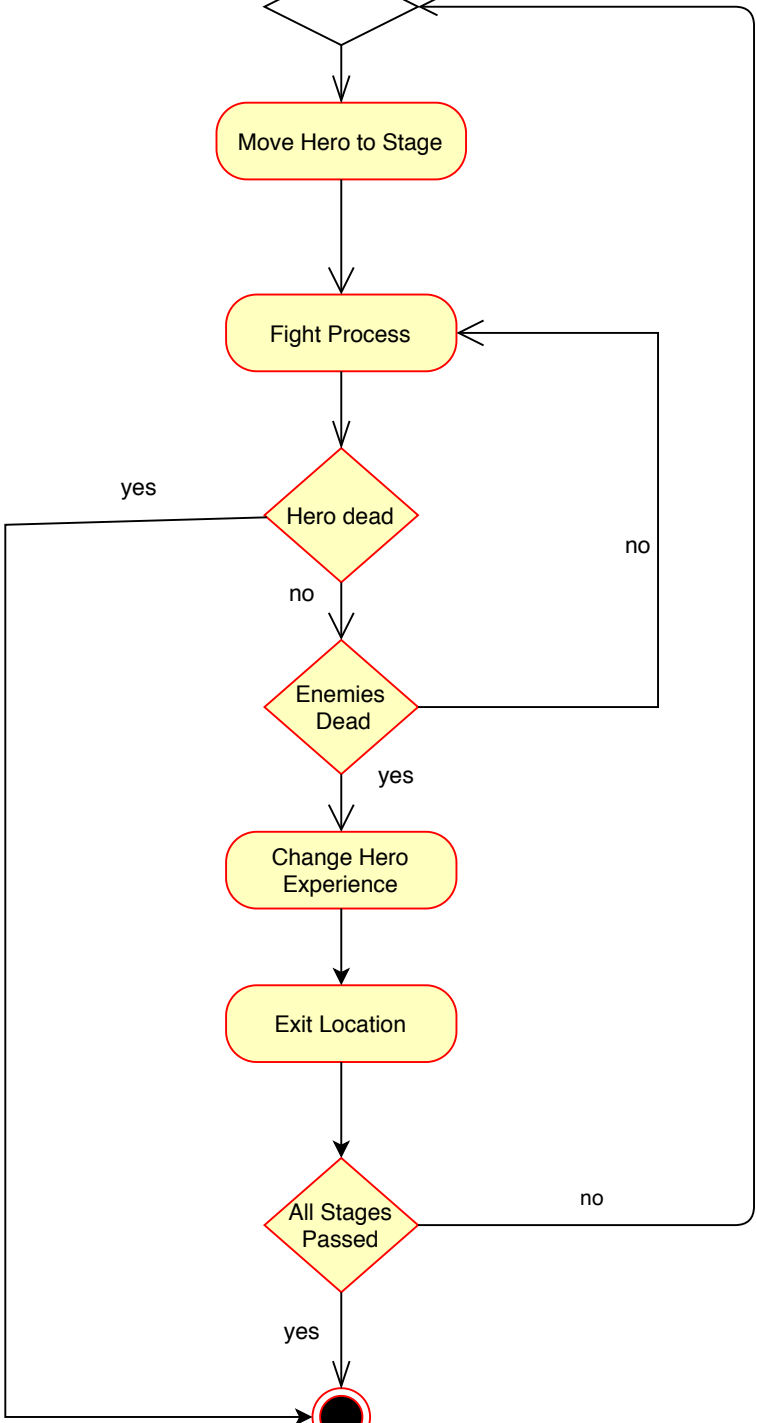 Move Hero to Stage
Fight Process
yes
Hero dead
no
no
Enemies
Dead
yes
Change Hero
Experience
Exit Location
All Stages
Passed
no
yes